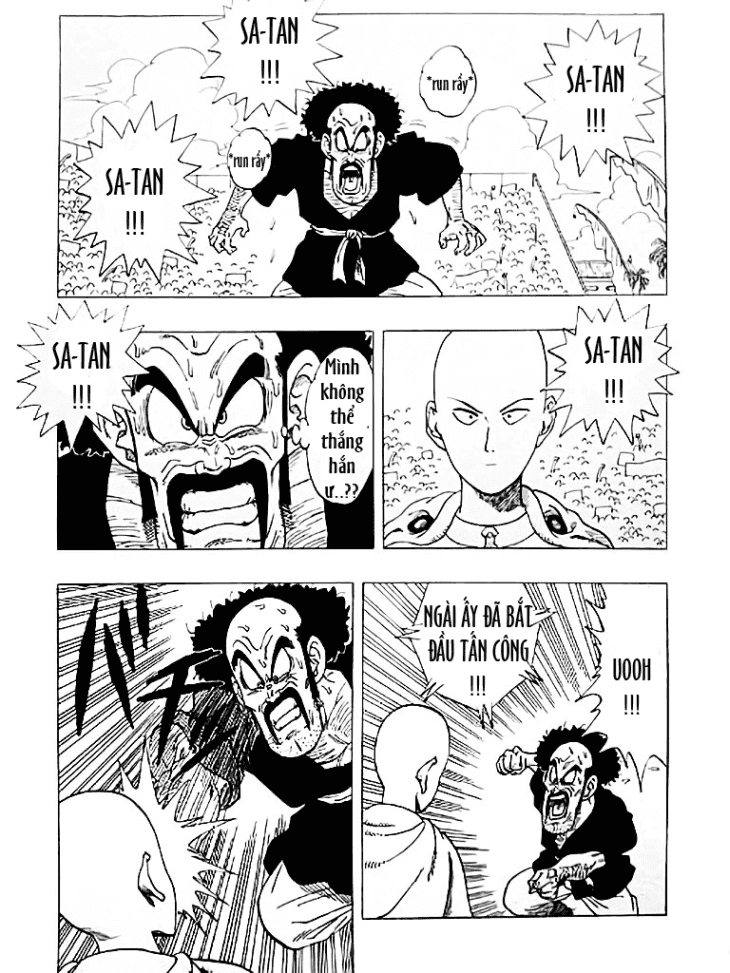 SA-TAN
!!!
*run rẩy*
SA-TAN
!!!
*run rẩy*
SA-TAN
!!!
SA-TAN
!!!
Mình
không
thể
thắng
hắn
ư..??
SA-TAN
!!!
UOOH
!!!
NGÀI ẤY ĐÃ BẮT
ĐẦU TẤN CÔNG
!!!